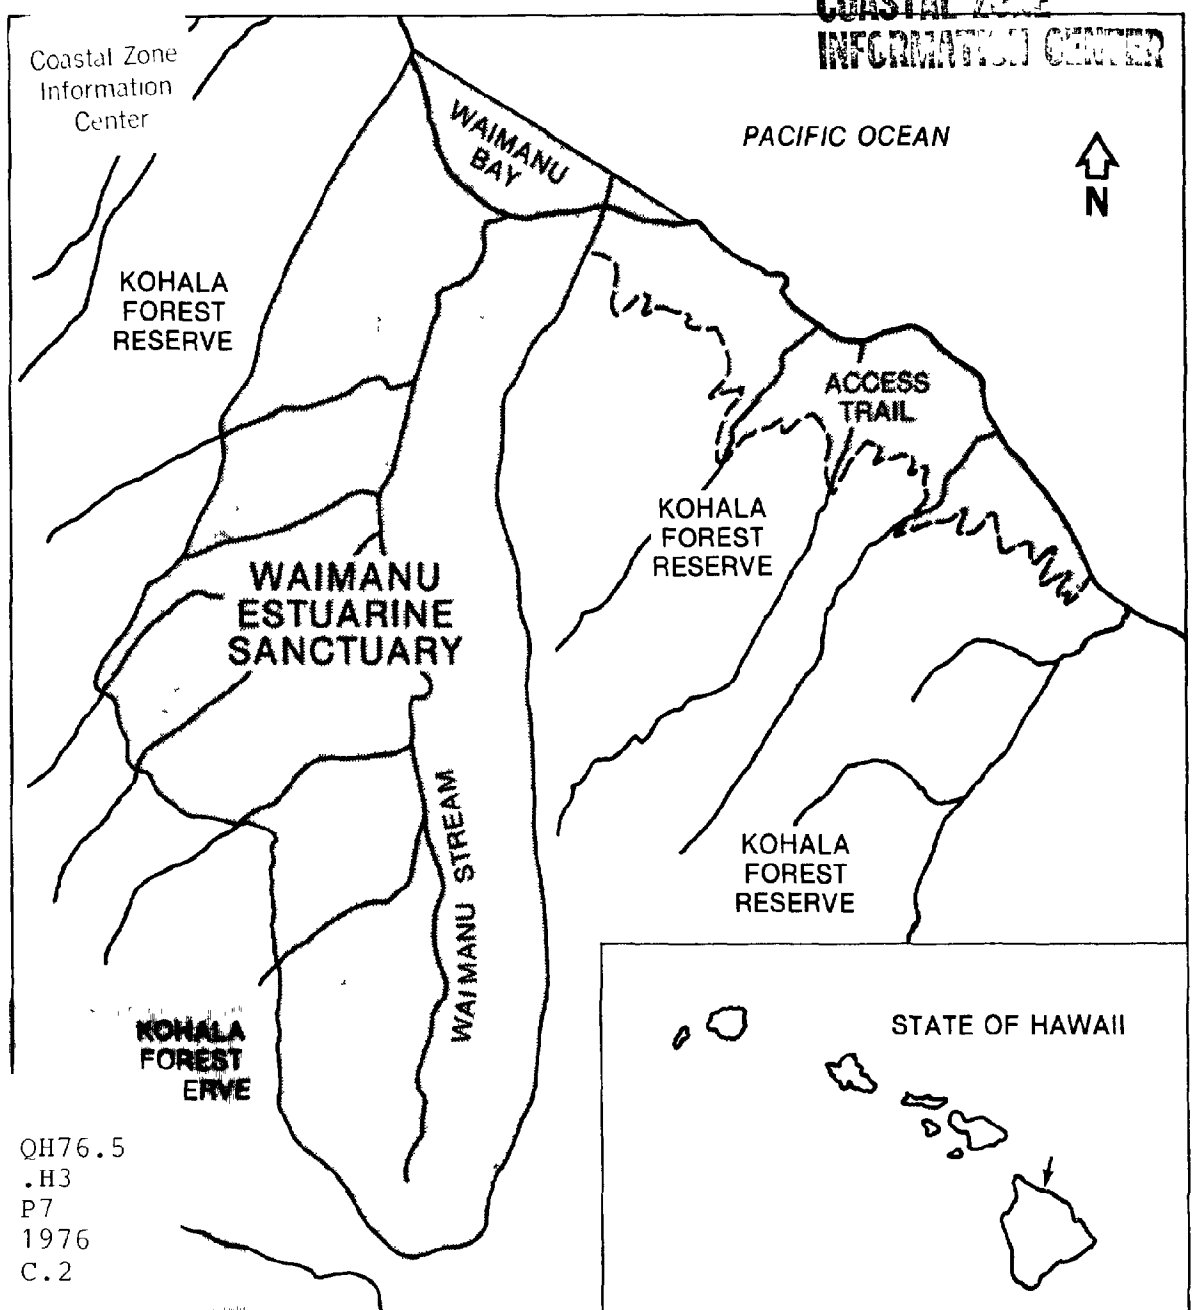 COASTAL ZONE
INFORMATION CENTER
Coastal Zone
Information
Center
PACIFIC OCEAN
N
WAIMANU
BAY
KOHALA
FOREST
RESERVE
ACCESS
TRAIL
KOHALA
FOREST
RESERVE
WAIMANU
ESTUARINE
SANCTUARY
WAIMANU STREAM
KOHALA
FOREST
RESERVE
KOHALA
FOREST
ERVE
STATE OF HAWAII
QH76.5
.H3
P7
1976
C.2